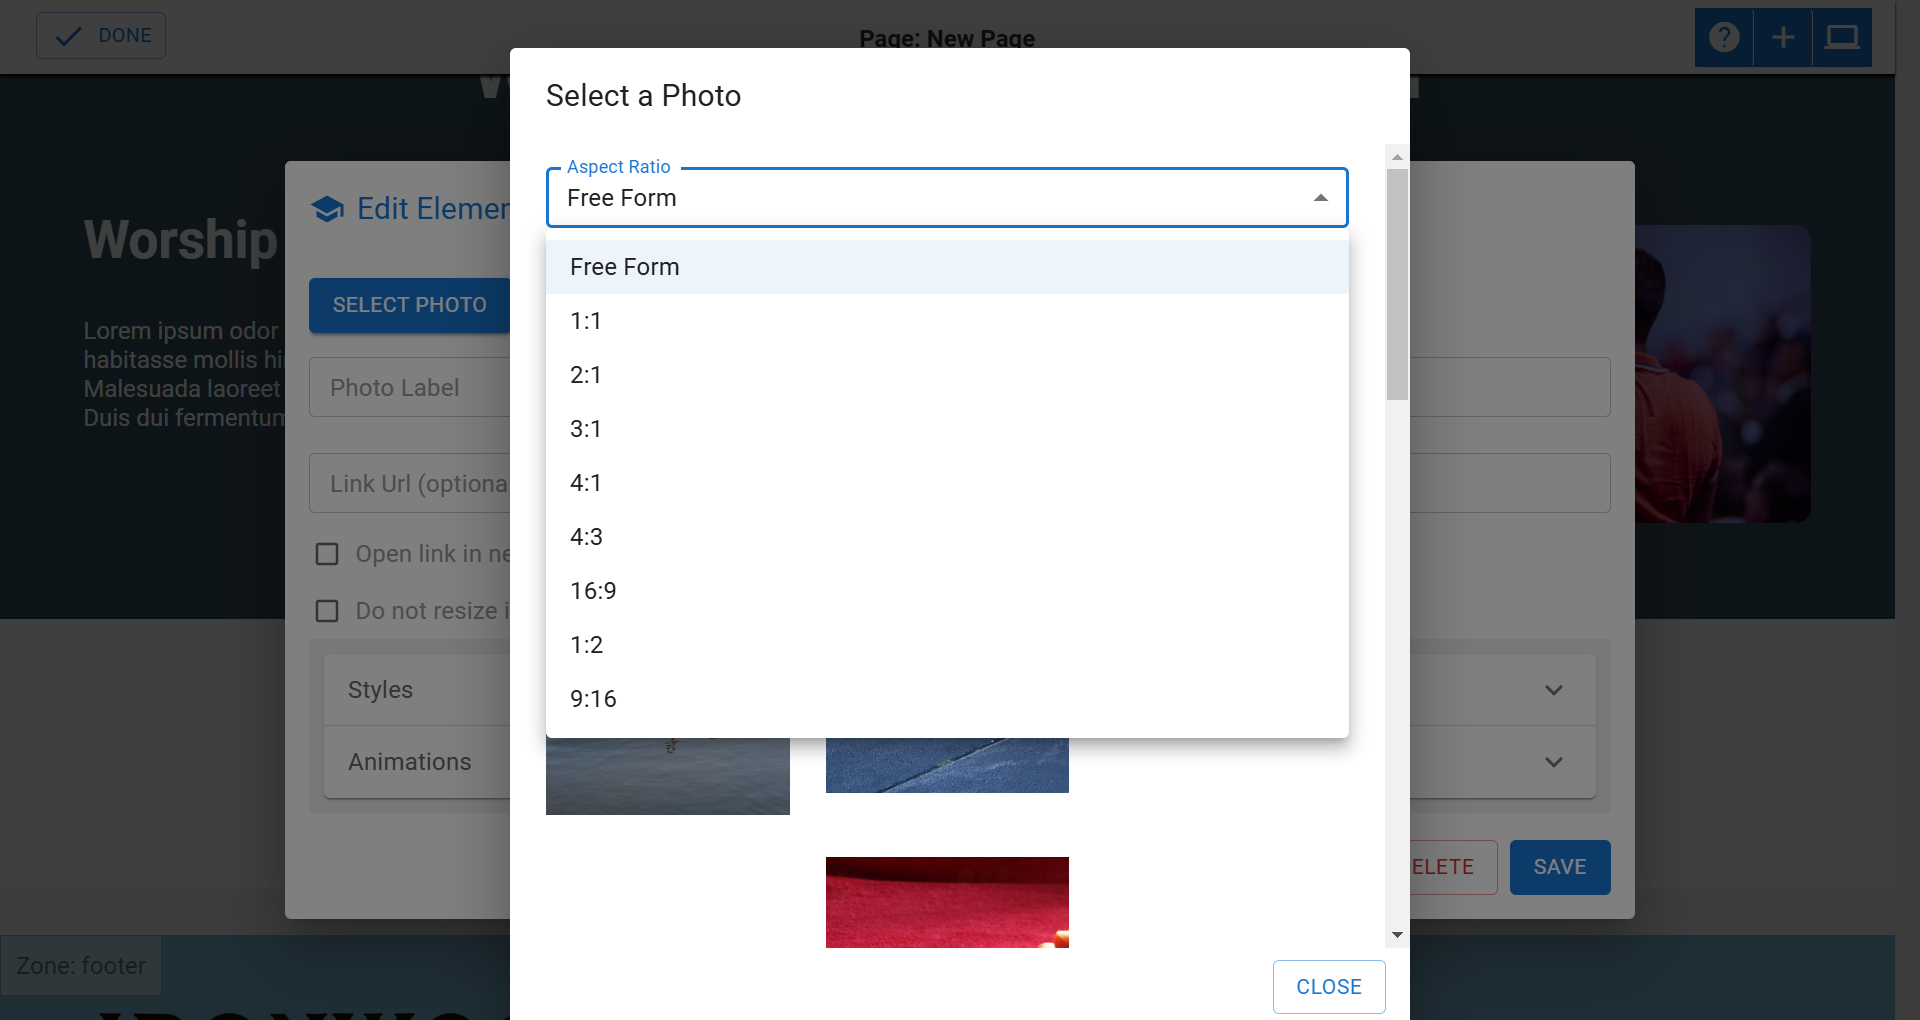 DONE
Page: New Page
Select a Photo
Aspect Ratio
Free Form
Free Form
1:1
2:1
3:1
4:1
4:3
16:9
1:2
9:16
CLOSE
Edit Elemen
SELECT PHOTO
Photo Label
Link Url (optiona
Open link in ne
Do not resize i
Styles
Animations
ELETE
SAVE
Worship
Lorem ipsum odor
habitasse mollis hi
Malesuada laoreet
Duis dui fermentum
Zone: footer